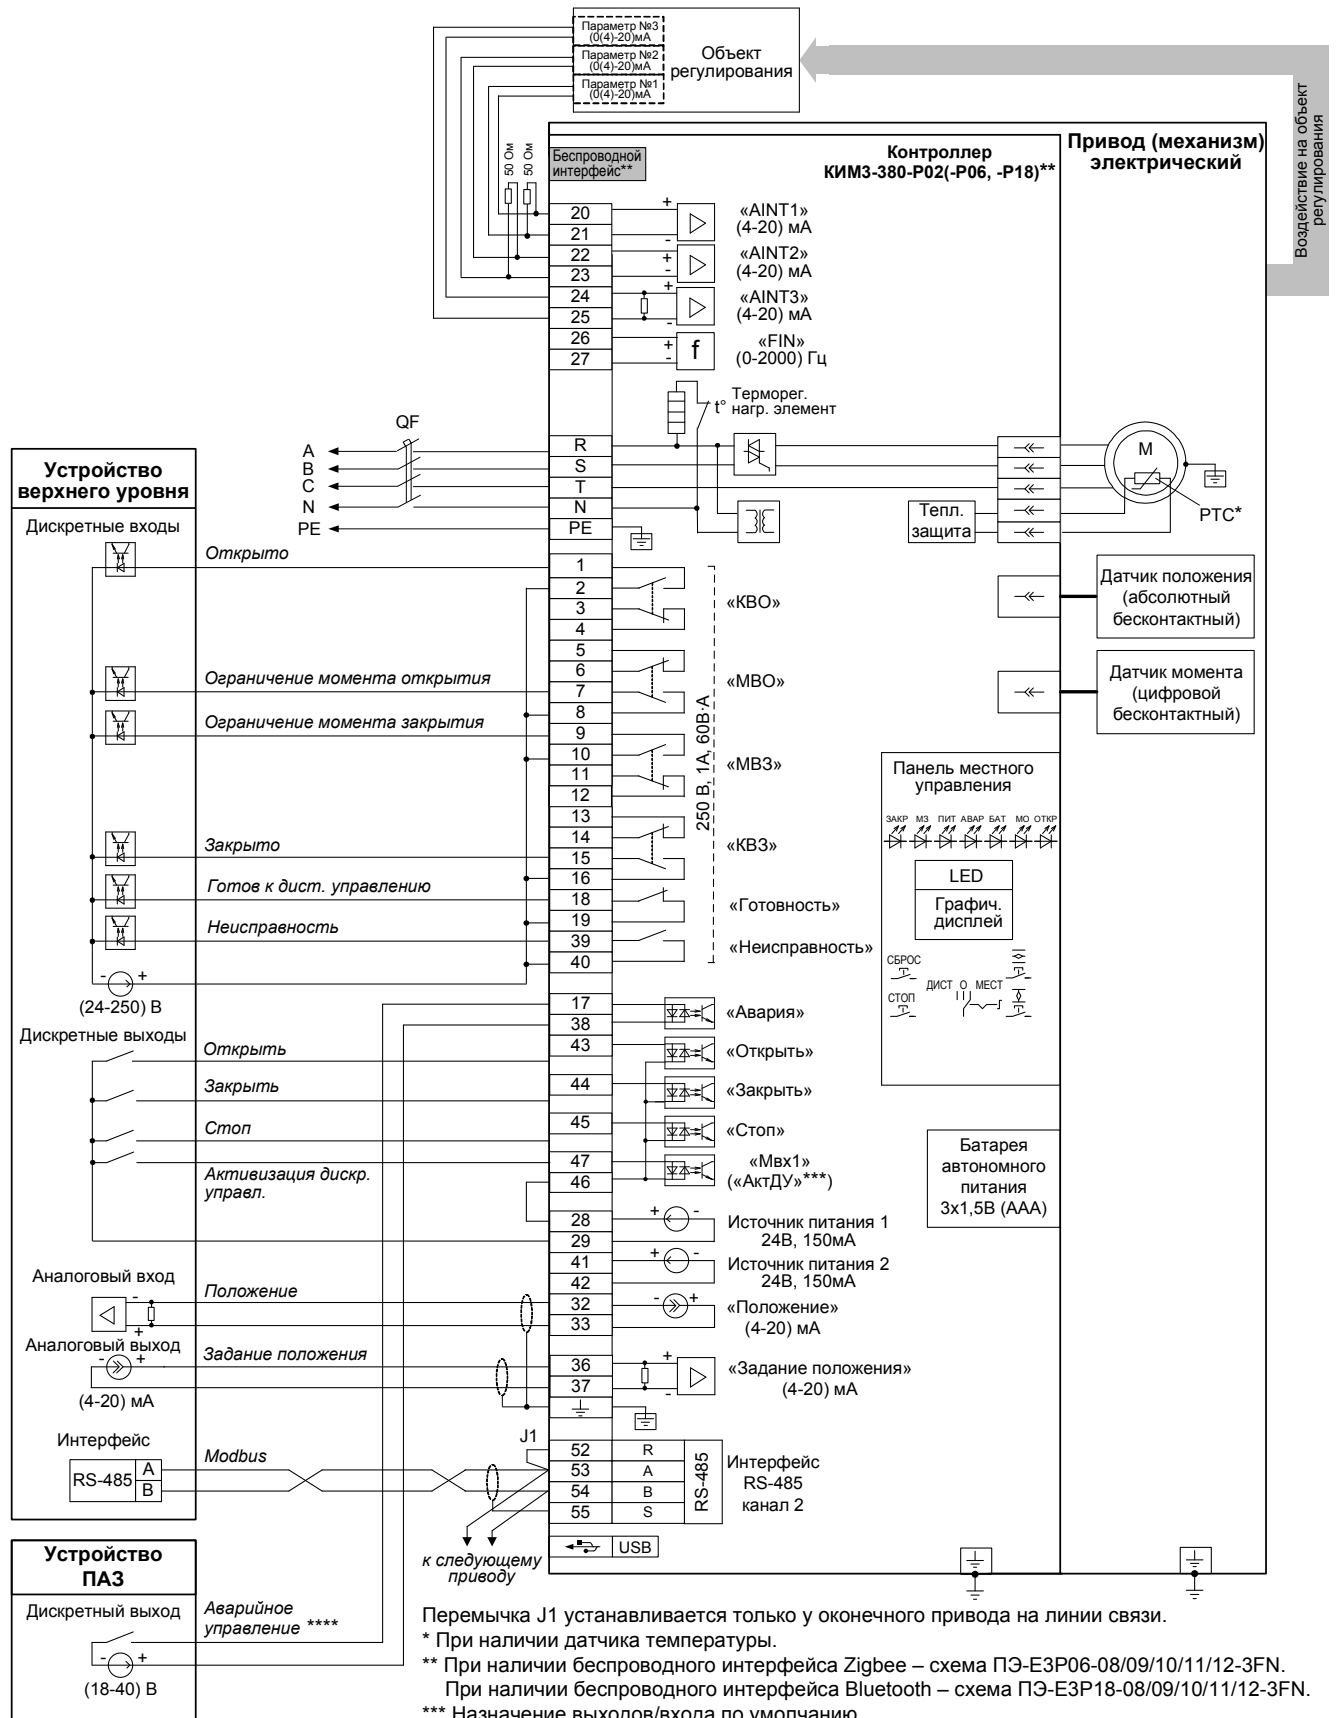 Параметр №3
(0(4)-20)мА
Параметр №2
(0(4)-20)мА
Параметр №1
(0(4)-20)мА
Объект
регулирования
Воздействие на объект
регулирования
50 Ом
50 Ом
Беспроводной
интерфейс**
Контроллер
КИМ3-380-Р02(-Р06, -Р18)**
Привод (механизм)
электрический
20
21
22
23
24
25
26
27
+
-
«AINT1»
(4-20) мА
+
-
«AINT2»
(4-20) мА
+
-
«AINT3»
(4-20) мА
+
-
f
«FIN»
(0-2000) Гц
t°
Терморег.
нагр. элемент
QF
A
B
C
N
PE
R
S
T
N
PE
M
PTC*
Тепл.
защита
Устройство
верхнего уровня
Дискретные входы
Открыто
Ограничение момента открытия
Ограничение момента закрытия
Закрыто
Готов к дист. управлению
Неисправность
- +
(24-250) В
1
2
3
4
5
6
7
8
9
10
11
12
13
14
15
16
18
19
39
40
«КВО»
«МВО»
«МВЗ»
«КВЗ»
«Готовность»
«Неисправность»
250 В, 1А, 60В·А
Датчик положения
(абсолютный
бесконтактный)
Датчик момента
(цифровой
бесконтактный)
Панель местного
управления
ЗАКР МЗ ПИТ АВАР БАТ МО ОТКР
LED
Графич.
дисплей
СБРОС
СТОП
ДИСТ О МЕСТ
Дискретные выходы
Открыть
Закрыть
Стоп
Активизация дискр.
управл.
17
38
43
44
45
47
46
28
29
41
42
32
33
36
37
«Авария»
«Открыть»
«Закрыть»
«Стоп»
«Мвх1»
(«АктДУ»***)
+ -
Источник питания 1
24В, 150мА
+ -
Источник питания 2
24В, 150мА
- +
«Положение»
(4-20) мА
+
-
«Задание положения»
(4-20) мА
Батарея
автономного
питания
3x1,5В (ААА)
Аналоговый вход
-
+
Положение
Аналоговый выход
- +
(4-20) мА
Задание положения
Интерфейс
RS-485
A
B
Modbus
J1
52 R
53 A
54 B
55 S
RS-485
Интерфейс
RS-485
канал 2
USB
к следующему
приводу
Устройство
ПАЗ
Дискретный выход
- +
(18-40) В
Аварийное
управление ****
Перемычка J1 устанавливается только у оконечного привода на линии связи.
* При наличии датчика температуры.
** При наличии беспроводного интерфейса Zigbee – схема ПЭ-Е3Р06-08/09/10/11/12-3FN.
При наличии беспроводного интерфейса Bluetooth – схема ПЭ-Е3Р18-08/09/10/11/12-3FN.
*** Назначение выходов/входа по умолчанию